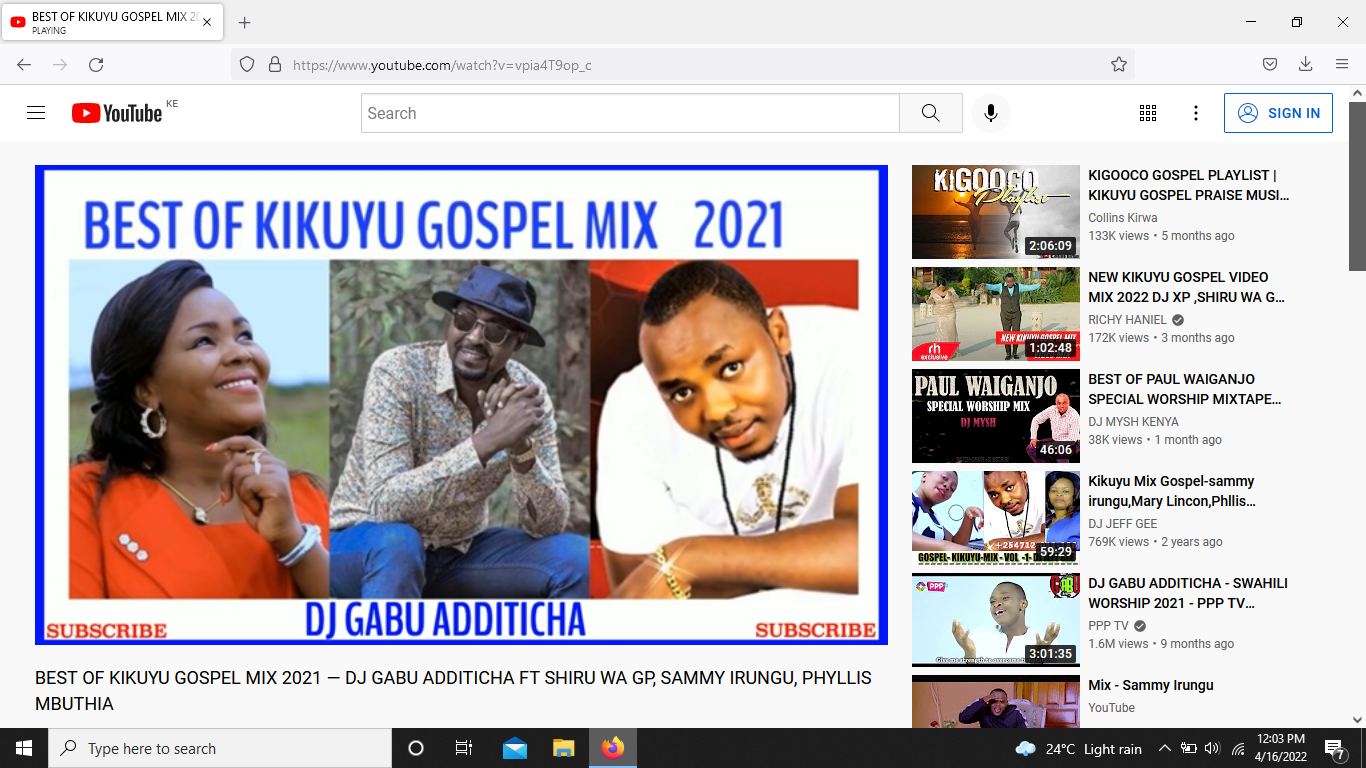 BEST OF KIKUYU GOSPEL MIX 20
PLAYING
https://www.youtube.com/watch?v=vpia4T9op_c
YouTube KE
Search
SIGN IN
BEST OF KIKUYU GOSPEL MIX 2021
DJ GABU ADDITICHA
SUBSCRIBE
SUBSCRIBE
BEST OF KIKUYU GOSPEL MIX 2021 — DJ GABU ADDITICHA FT SHIRU WA GP, SAMMY IRUNGU, PHYLLIS
MBUTHIA
KIGOOCO
Playlist
2:06:09
KIGOOCO GOSPEL PLAYLIST |
KIKUYU GOSPEL PRAISE MUSI...
Collins Kirwa
133K views • 5 months ago
rh
exclusive
NEW KIKUYU GOSPEL MIX
1:02:48
NEW KIKUYU GOSPEL VIDEO
MIX 2022 DJ XP ,SHIRU WA G...
RICHY HANIEL
172K views • 3 months ago
PAUL WAIGANJO
SPECIAL WORSHIP MIX
DJ MYSH
46:06
BEST OF PAUL WAIGANJO
SPECIAL WORSHIP MIXTAPE...
DJ MYSH KENYA
38K views • 1 month ago
+254712
GOSPEL-KIKUYU-MIX - VOL -1-
59:29
Kikuyu Mix Gospel-sammy
irungu,Mary Lincon,Phllis...
DJ JEFF GEE
769K views • 2 years ago
PPP
Give me strength to overcome
3:01:35
DJ GABU ADDITICHA - SWAHILI
WORSHIP 2021 - PPP TV...
PPP TV
1.6M views • 9 months ago
Mix - Sammy Irungu
YouTube
Type here to search
24°C Light rain
12:03 PM
4/16/2022
7